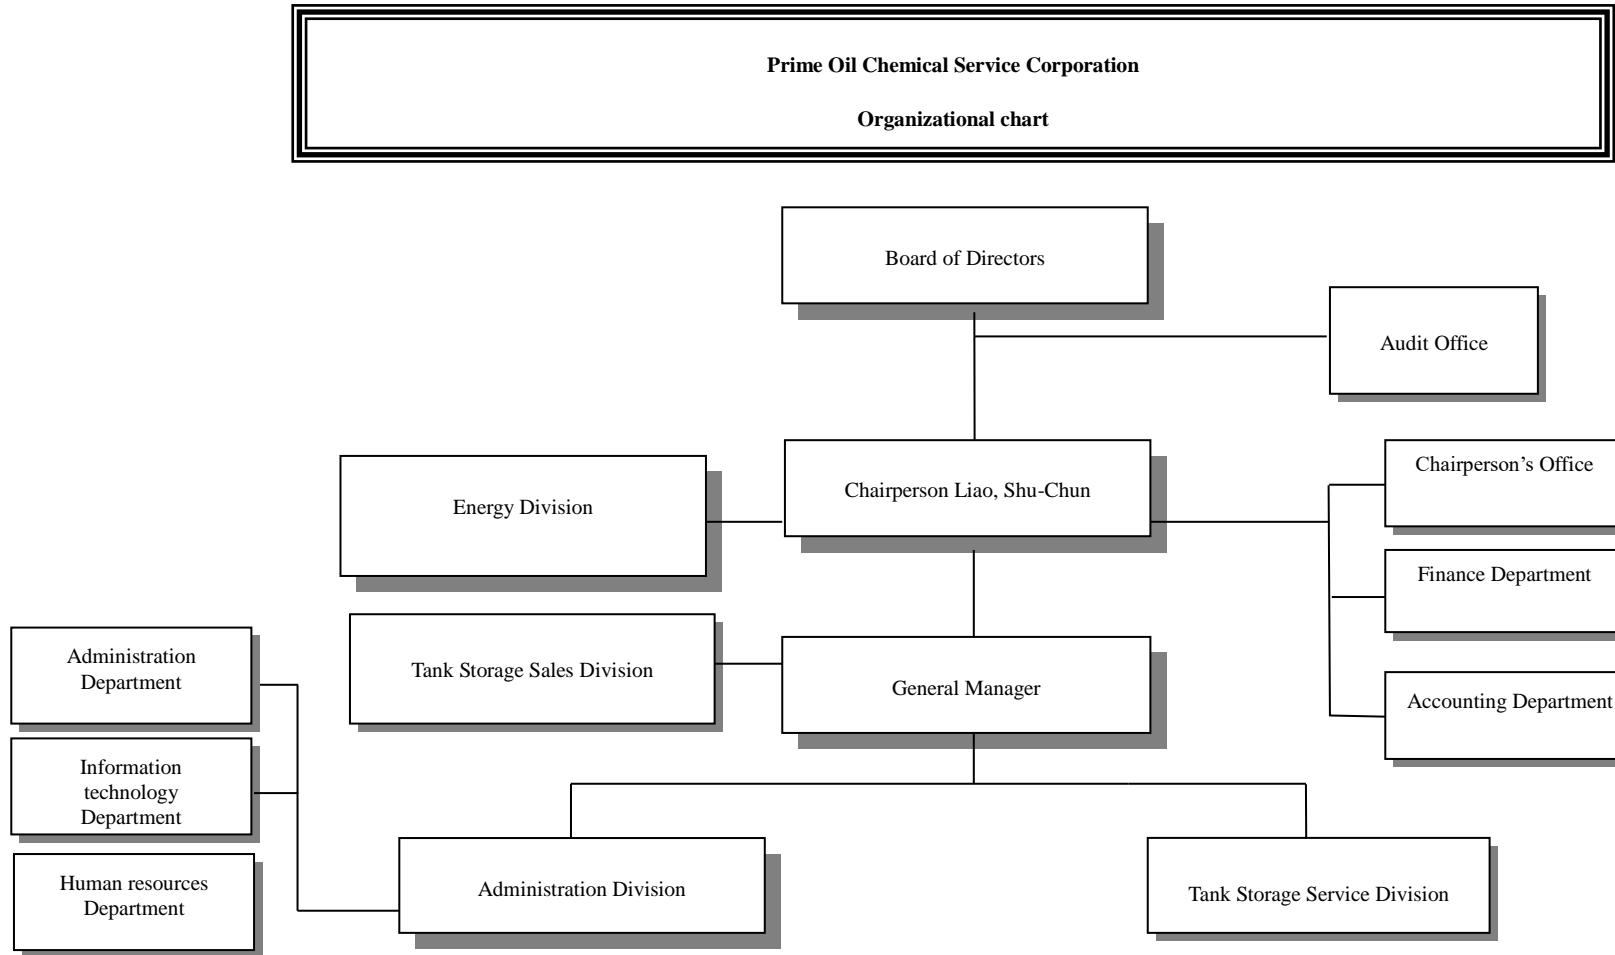 Prime Oil Chemical Service Corporation
Organizational chart
Board of Directors
Audit Office
Chairperson Liao, Shu-Chun
Energy Division
Chairperson’s Office
Finance Department
Accounting Department
General Manager
Tank Storage Sales Division
Administration
Department
Information
technology
Department
Human resources
Department
Administration Division
Tank Storage Service Division